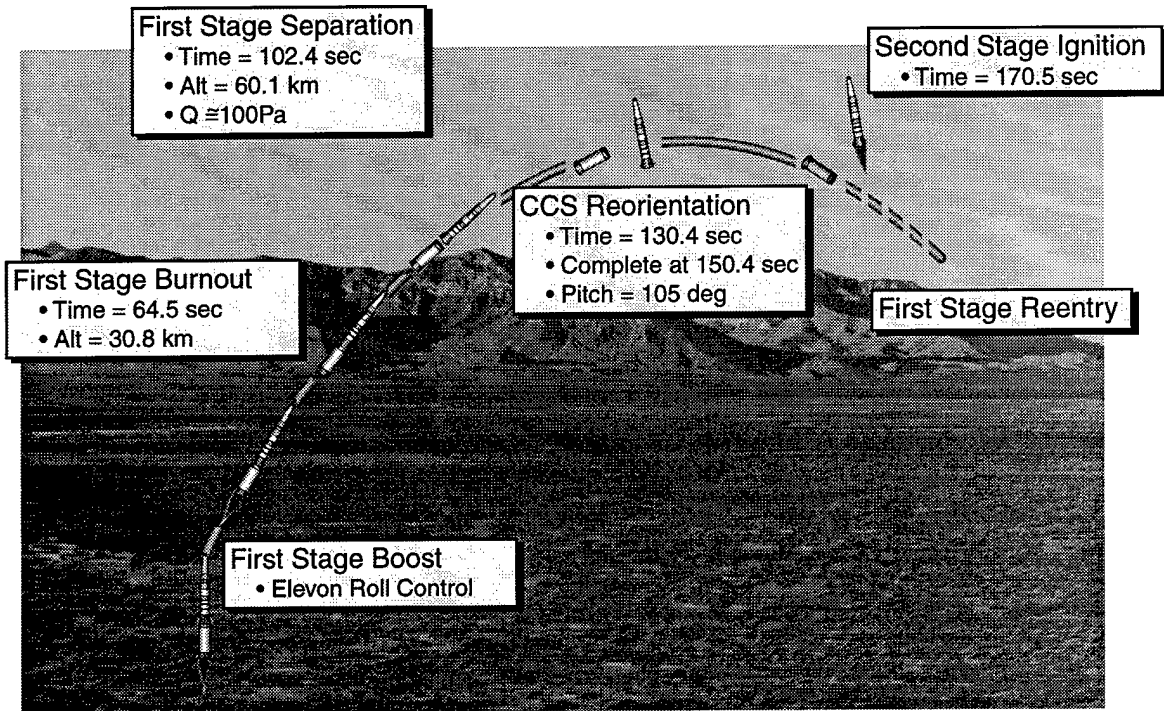 First Stage Separation
• Time = 102.4 sec
• Alt = 60.1 km
• Q ≅100Pa
Second Stage Ignition
• Time = 170.5 sec
CCS Reorientation
• Time = 130.4 sec
• Complete at 150.4 sec
• Pitch = 105 deg
First Stage Burnout
• Time = 64.5 sec
• Alt = 30.8 km
First Stage Reentry
First Stage Boost
• Elevon Roll Control